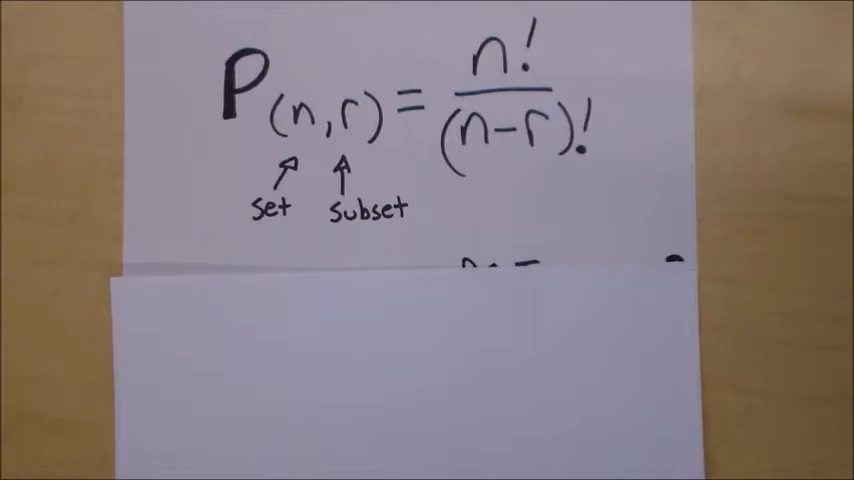 P(n,r) = n!/(n-r)!
set subset